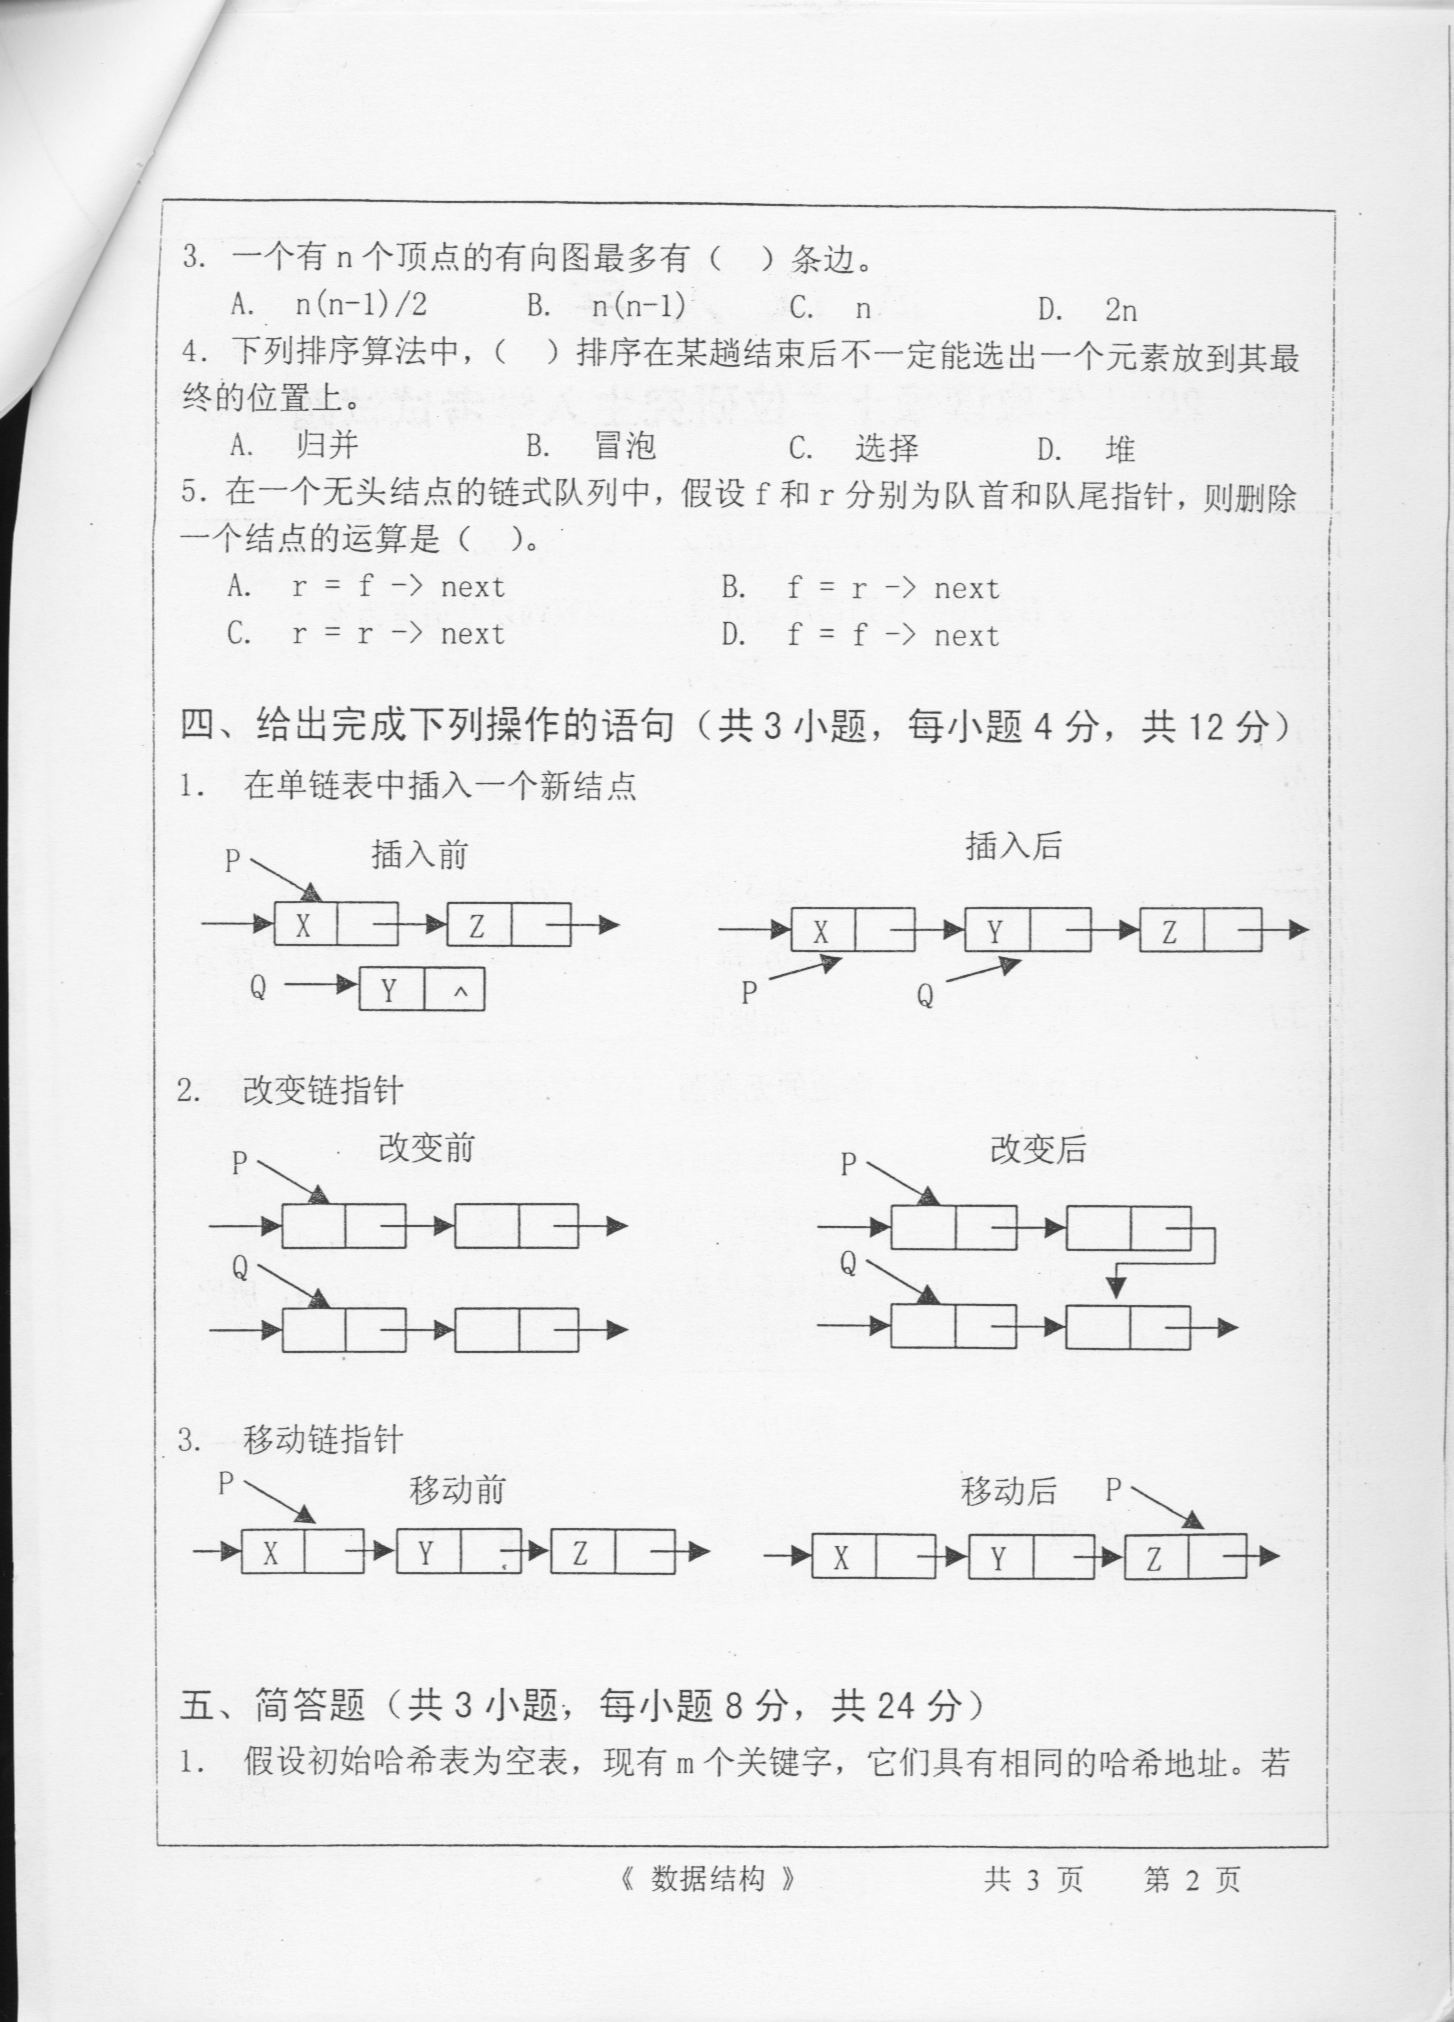 3. 一个有 n 个顶点的有向图最多有（ ）条边。
A. n(n-1)/2 B. n(n-1) C. n D. 2n
4. 下列排序算法中，（ ）排序在某趟结束后不一定能选出一个元素放到其最
终的位置上。
A. 归并 B. 冒泡 C. 选择 D. 堆
5. 在一个无头结点的链式队列中，假设 f 和 r 分别为队首和队尾指针，则删除
一个结点的运算是（ ）。
A. r = f -> next B. f = r -> next
C. r = r -> next D. f = f -> next
四、给出完成下列操作的语句（共 3 小题，每小题 4 分，共 12 分）
1. 在单链表中插入一个新结点
P 插入前 插入后
X Z X Y Z
Q Y ^ P Q
2. 改变链指针
P 改变前 P 改变后
Q Q
3. 移动链指针
P 移动前 移动后 P
X Y Z X Y Z
五、简答题（共 3 小题，每小题 8 分，共 24 分）
1. 假设初始哈希表为空表，现有 m 个关键字，它们具有相同的哈希地址。若
《 数据结构 》 共 3 页 第 2 页